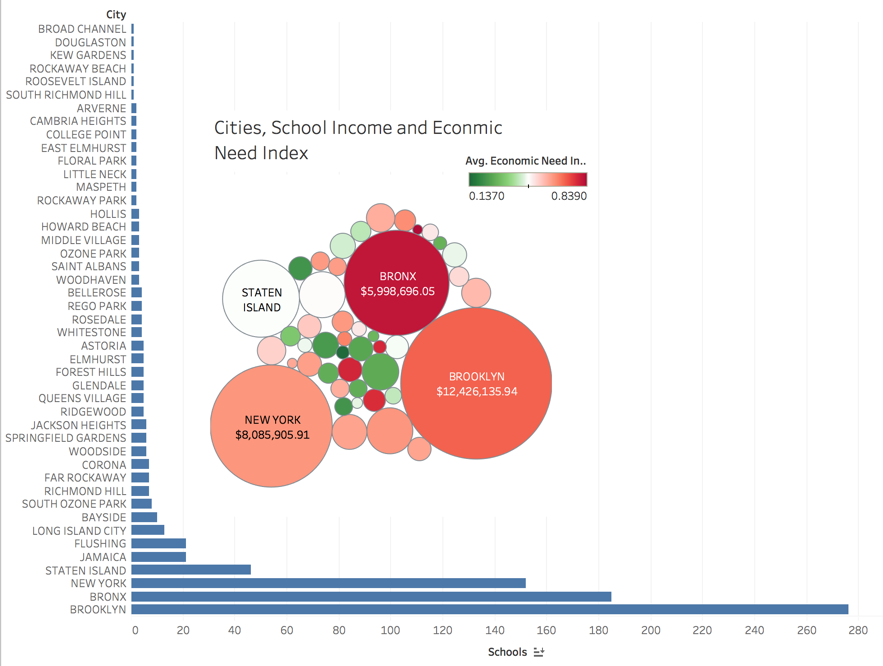 City
BROAD CHANNEL
DOUGLASTON
KEW GARDENS
ROCKAWAY BEACH
ROOSEVELT ISLAND
SOUTH RICHMOND HILL
ARVERNE
CAMBRIA HEIGHTS
COLLEGE POINT
EAST ELMHURST
FLORAL PARK
LITTLE NECK
MASPETH
ROCKAWAY PARK
HOLLIS
HOWARD BEACH
MIDDLE VILLAGE
OZONE PARK
SAINT ALBANS
WOODHAVEN
BELLEROSE
REGO PARK
ROSEDALE
WHITESTONE
ASTORIA
ELMHURST
FOREST HILLS
GLENDALE
QUEENS VILLAGE
RIDGEWOOD
JACKSON HEIGHTS
SPRINGFIELD GARDENS
WOODSIDE
CORONA
FAR ROCKAWAY
RICHMOND HILL
SOUTH OZONE PARK
BAYSIDE
LONG ISLAND CITY
FLUSHING
JAMAICA
STATEN ISLAND
NEW YORK
BRONX
BROOKLYN
Cities, School Income and Econmic
Need Index
Avg. Economic Need In..
0.1370 0.8390
BRONX
$5,998,696.05
STATEN
ISLAND
BROOKLYN
$12,426,135.94
NEW YORK
$8,085,905.91
0 20 40 60 80 100 120 140 160 180 200 220 240 260 280
Schools